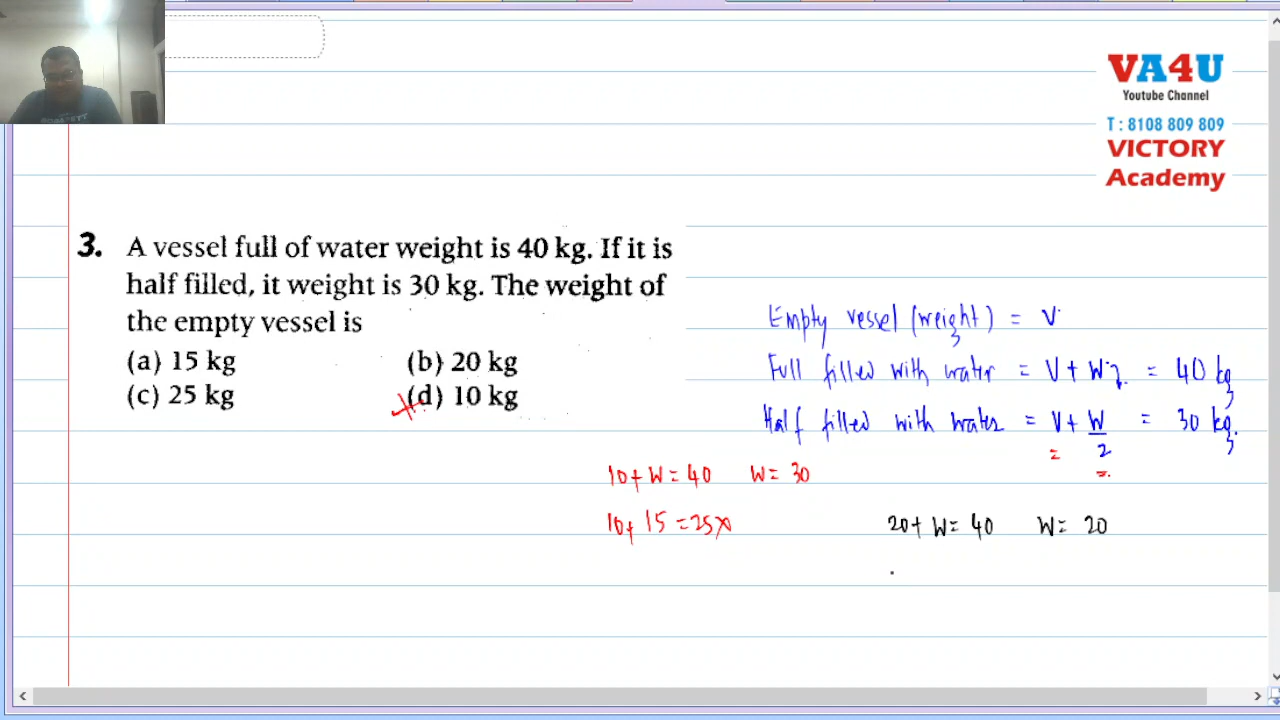 VA4U
Youtube Channel
T : 8108 809 809
VICTORY
Academy
3. A vessel full of water weight is 40 kg. If it is
half filled, it weight is 30 kg. The weight of
the empty vessel is
(a) 15 kg (b) 20 kg
(c) 25 kg (d) 10 kg
Empty vessel (weight) = V
Full filled with water = V + W = 40 kg
Half filled with water = V + W/2 = 30 kg.
10 + W = 40 W = 30
10 + 15 = 25 ×
20 + W = 40 W = 20